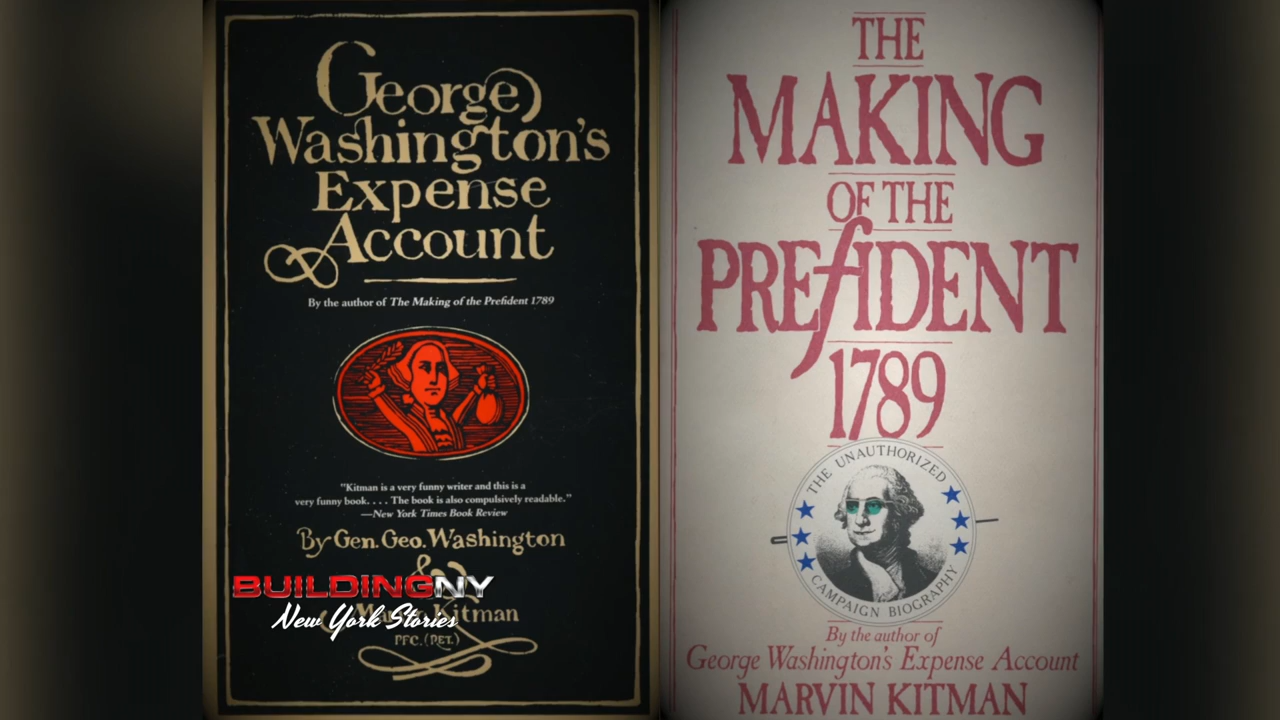 George
Washington's
Expense
Account
By the author of The Making of the Prefident 1789
"Kitman is a very funny writer and this is a
very funny book. . . . The book is also compulsively readable."
—New York Times Book Review
By Gen. Geo. Washington
&
Kitman
PFC. (RET.)
BUILDINGNY
New York Stories
THE
MAKING
OF THE
PREſIDENT
1789
THE UNAUTHORIZED
CAMPAIGN BIOGRAPHY
By the author of
George Washington's Expense Account
MARVIN KITMAN